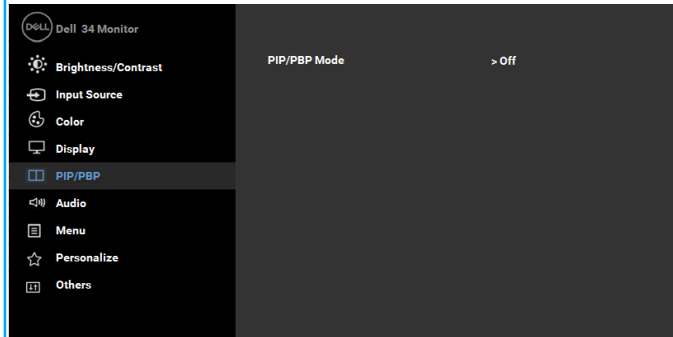 DELL Dell 34 Monitor
Brightness/Contrast
PIP/PBP Mode > Off
Input Source
Color
Display
PIP/PBP
Audio
Menu
Personalize
Others